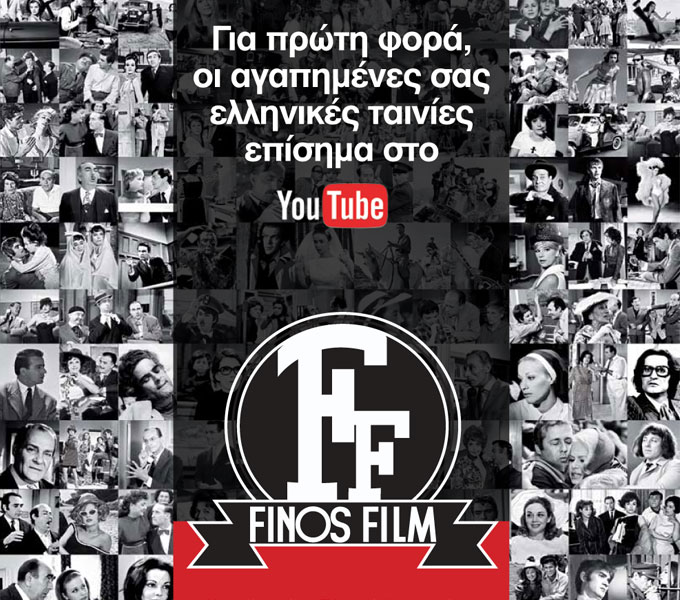 Για πρώτη φορά,
οι αγαπημένες σας
ελληνικές ταινίες
επίσημα στο
YouTube
FF
FINOS FILM